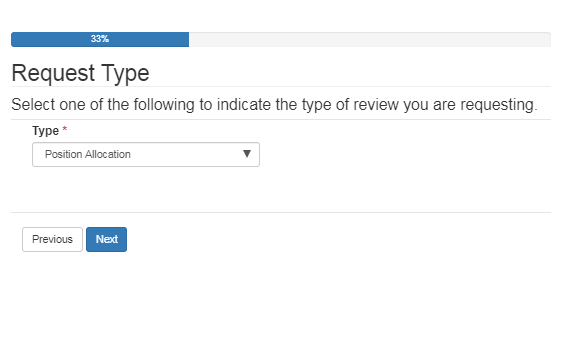 33%
Request Type
Select one of the following to indicate the type of review you are requesting.
Type *
Position Allocation
Previous Next